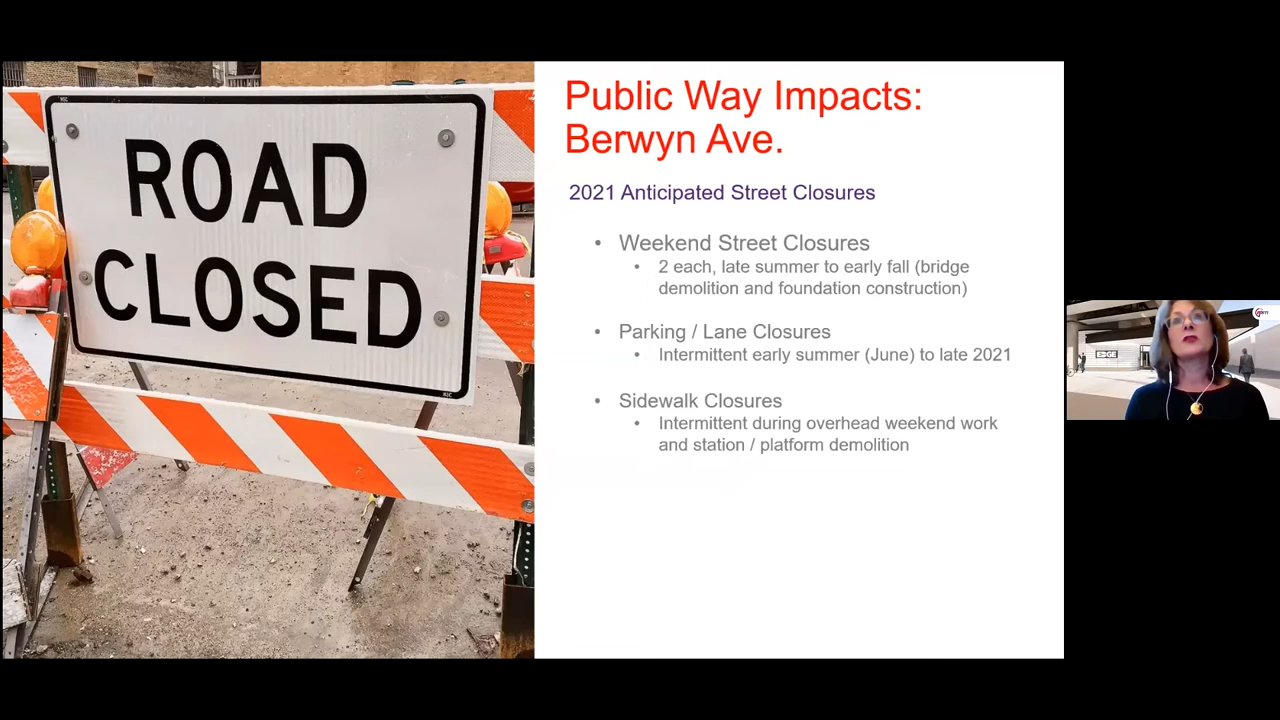 ROAD
CLOSED
Public Way Impacts:
Berwyn Ave.
2021 Anticipated Street Closures
• Weekend Street Closures
• 2 each, late summer to early fall (bridge
demolition and foundation construction)
• Parking / Lane Closures
• Intermittent early summer (June) to late 2021
• Sidewalk Closures
• Intermittent during overhead weekend work
and station / platform demolition
EDGE